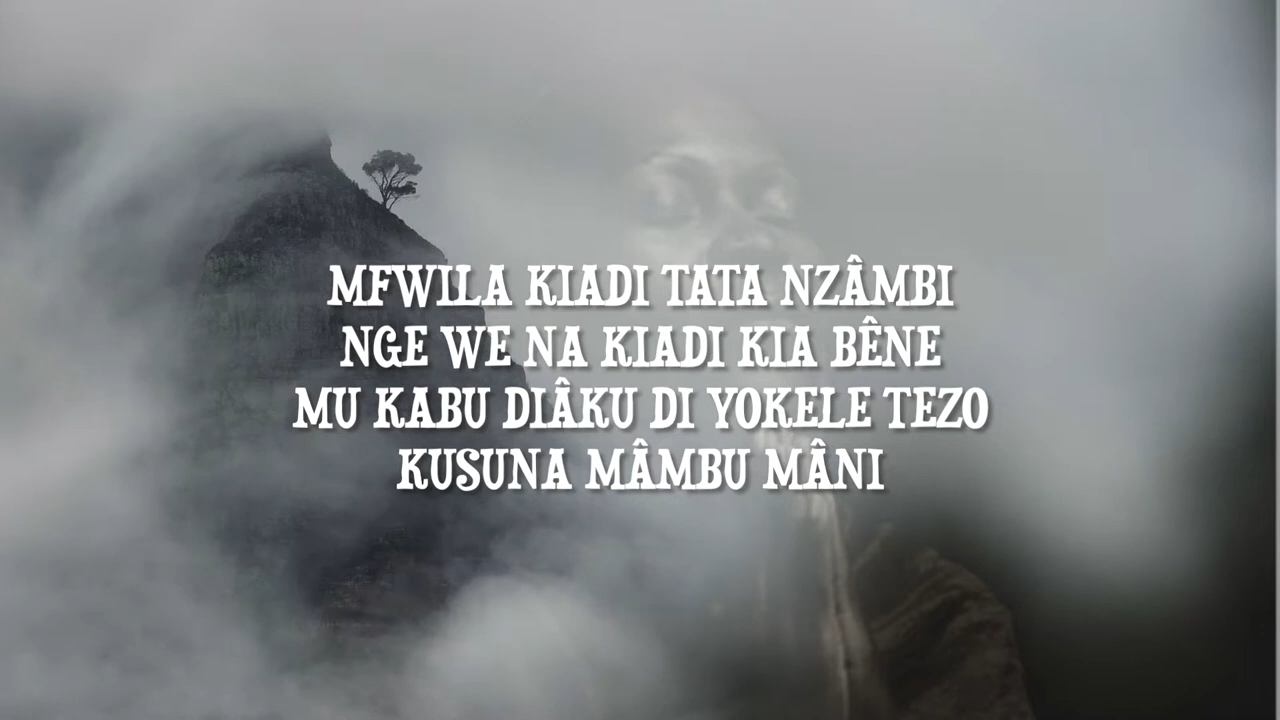 MFWILA KIADI TATA NZÂMBI
NGE WE NA KIADI KIA BÊNE
MU KABU DIÂKU DI YOKELE TEZO
KUSUNA MÂMBU MÂNI